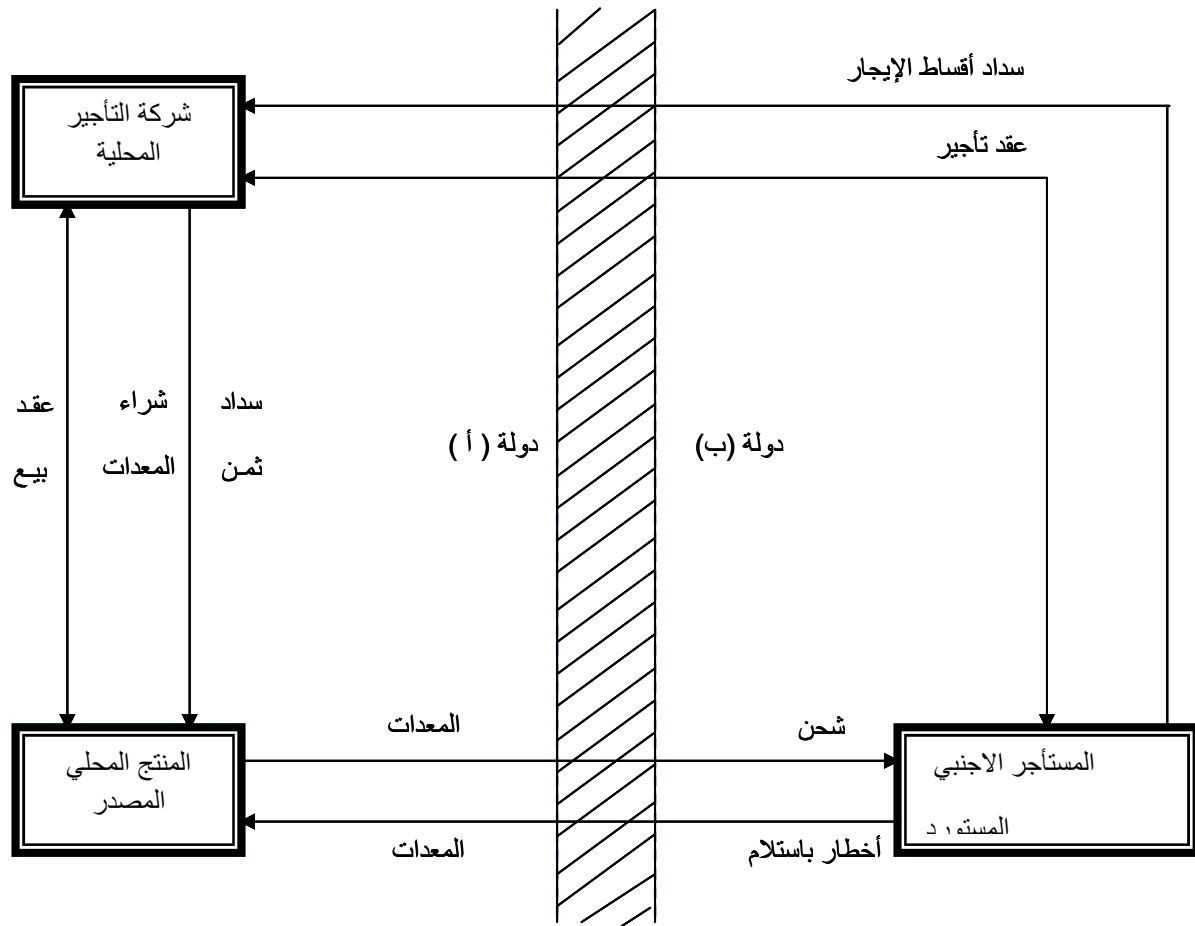 سداد أقساط الإيجار
شركة التأجير
المحلية
عقد تأجير
سداد شراء عقد
ثمن المعدات بيع
دولة (ب) دولة ( أ )
شحن المعدات
المنتج المحلي
المصدر
المستأجر الاجنبي
المستورد
أخطار باستلام المعدات